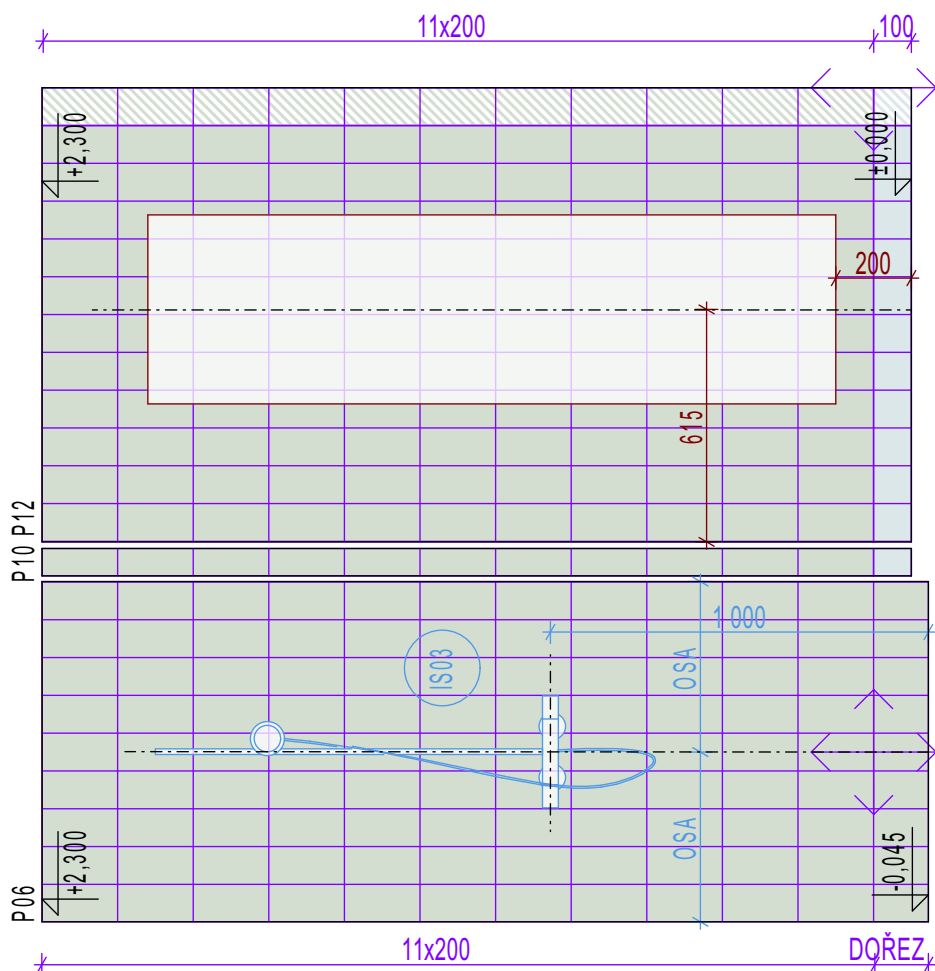 11x200
100
+2,300
±0,000
200
615
P12
P10
1 000
IS03
OSA
OSA
+2,300
-0,045
P06
11x200
DOŘEZ